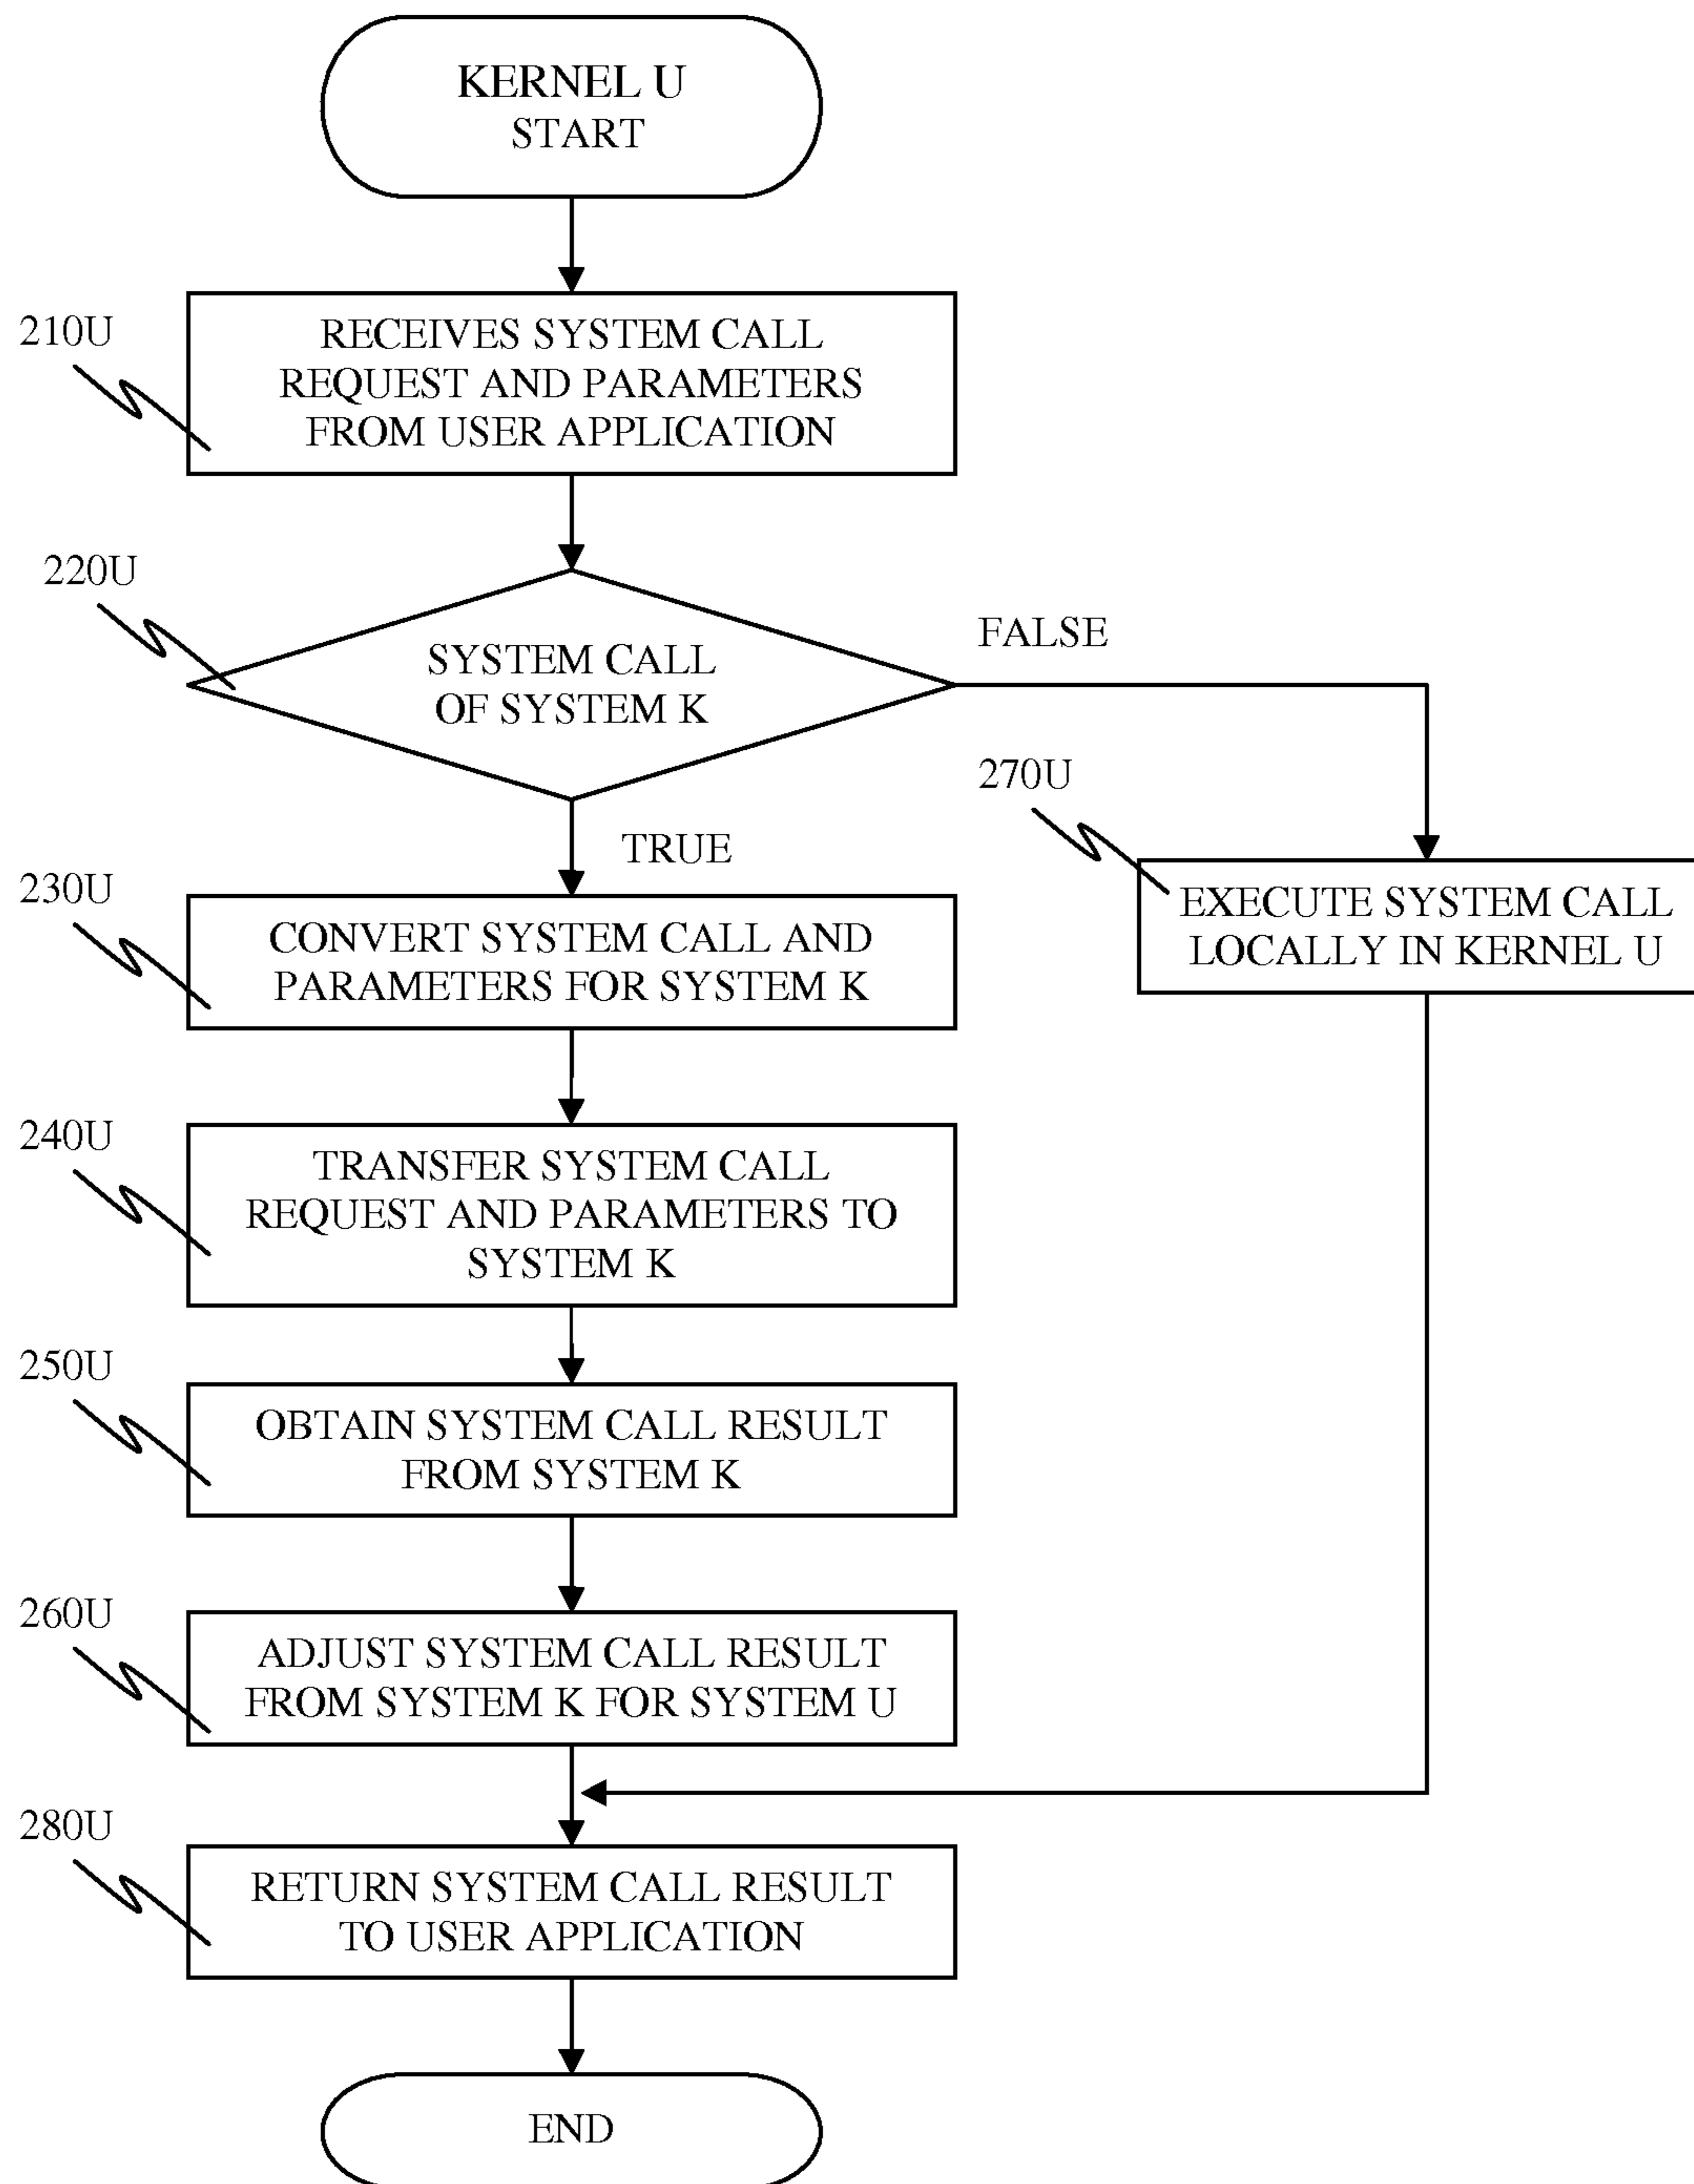 KERNEL U
START
210U
RECEIVES SYSTEM CALL
REQUEST AND PARAMETERS
FROM USER APPLICATION
220U
SYSTEM CALL
OF SYSTEM K
FALSE
TRUE
270U
EXECUTE SYSTEM CALL
LOCALLY IN KERNEL U
230U
CONVERT SYSTEM CALL AND
PARAMETERS FOR SYSTEM K
240U
TRANSFER SYSTEM CALL
REQUEST AND PARAMETERS TO
SYSTEM K
250U
OBTAIN SYSTEM CALL RESULT
FROM SYSTEM K
260U
ADJUST SYSTEM CALL RESULT
FROM SYSTEM K FOR SYSTEM U
280U
RETURN SYSTEM CALL RESULT
TO USER APPLICATION
END